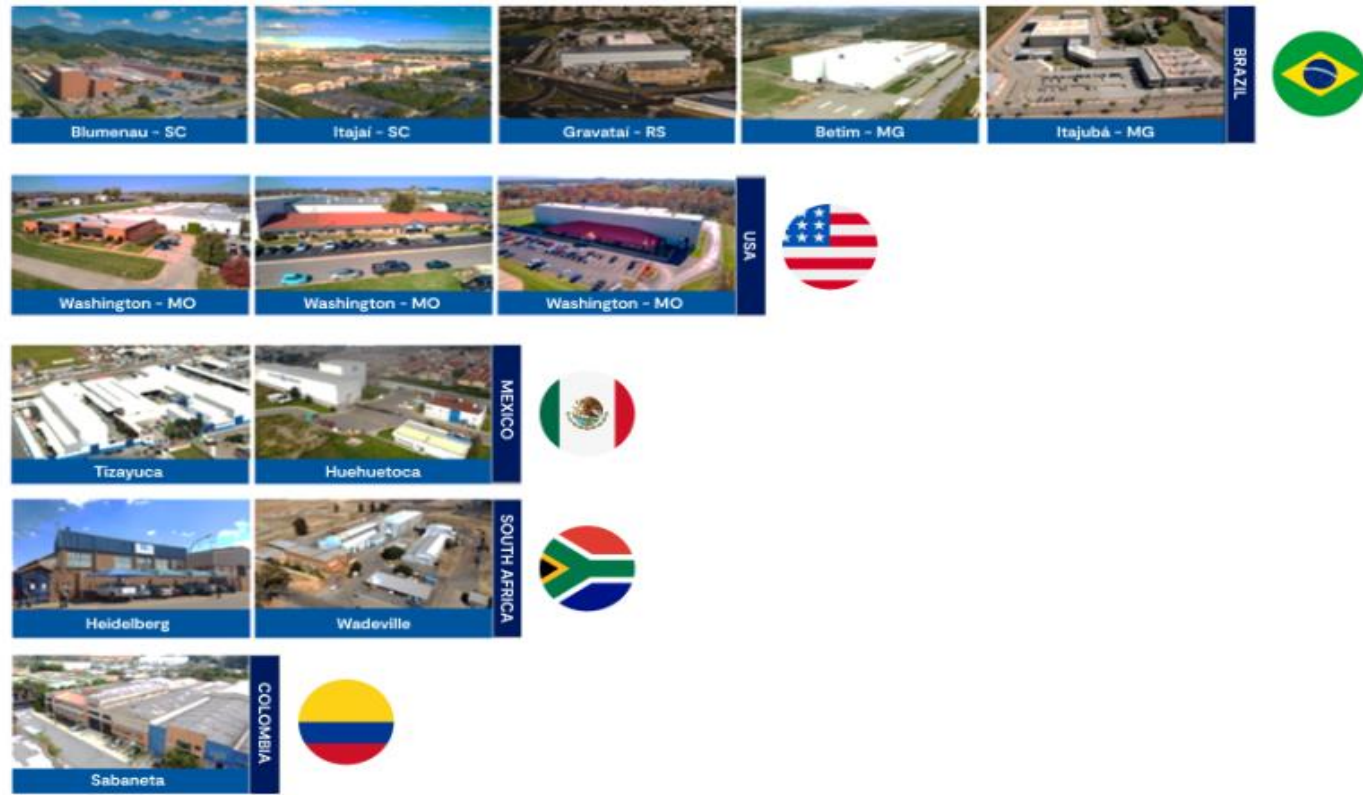 Blumenau - SC
Itajaí - SC
Gravataí - RS
Betim - MG
Itajubá - MG
BRAZIL
Washington - MO
Washington - MO
Washington - MO
USA
Tizayuca
Huehuetoca
MEXICO
Heidelberg
Wadeville
SOUTH AFRICA
Sabaneta
COLOMBIA